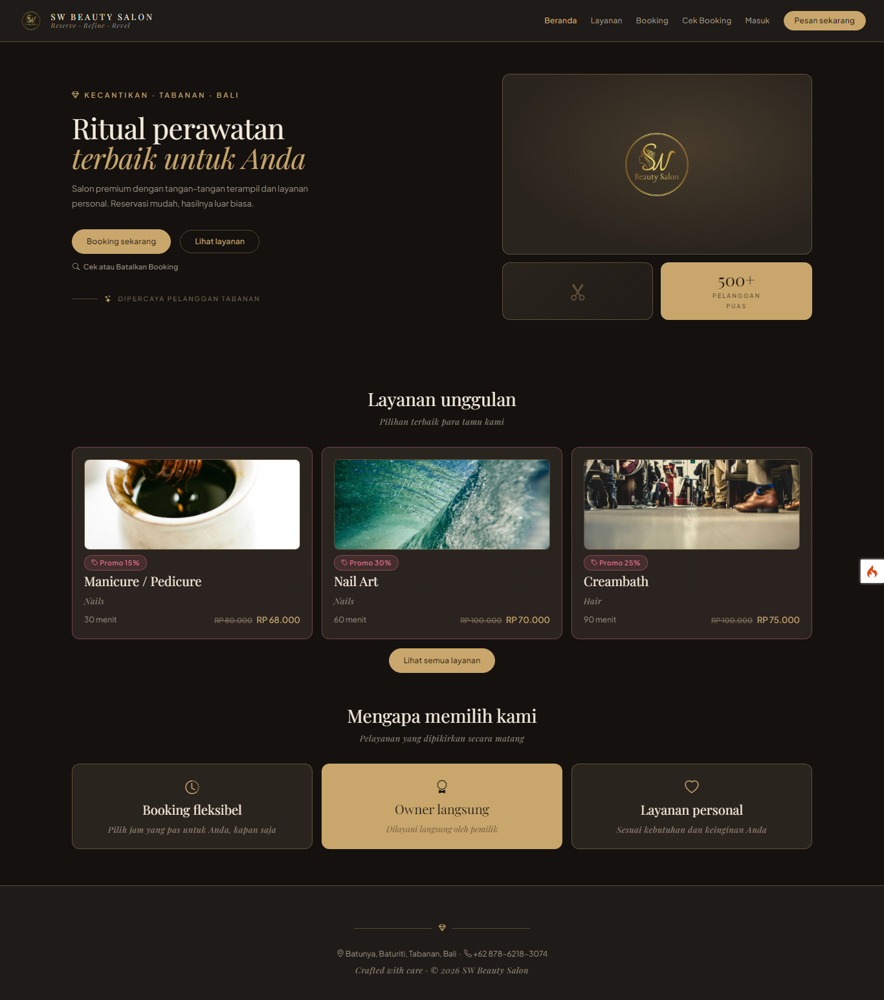 SW BEAUTY SALON
Reserve · Refine · Revel
Beranda
Layanan
Booking
Cek Booking
Masuk
Pesan sekarang
KECANTIKAN · TABANAN · BALI
Ritual perawatan
terbaik untuk Anda
Salon premium dengan tangan-tangan terampil dan layanan
personal. Reservasi mudah, hasilnya luar biasa.
Booking sekarang
Lihat layanan
Cek atau Batalkan Booking
DIPERCAYA PELANGGAN TABANAN
SW
Beauty Salon
500+
PELANGGAN
PUAS
Layanan unggulan
Pilihan terbaik para tamu kami
Promo 15%
Manicure / Pedicure
Nails
30 menit
RP 80.000 RP 68.000
Promo 30%
Nail Art
Nails
60 menit
RP 100.000 RP 70.000
Promo 25%
Creambath
Hair
90 menit
RP 100.000 RP 75.000
Lihat semua layanan
Mengapa memilih kami
Pelayanan yang dipikirkan secara matang
Booking fleksibel
Pilih jam yang pas untuk Anda, kapan saja
Owner langsung
Dilayani langsung oleh pemilik
Layanan personal
Sesuai kebutuhan dan keinginan Anda
Batunya, Baturiti, Tabanan, Bali · +62 878-6218-3074
Crafted with care · © 2026 SW Beauty Salon